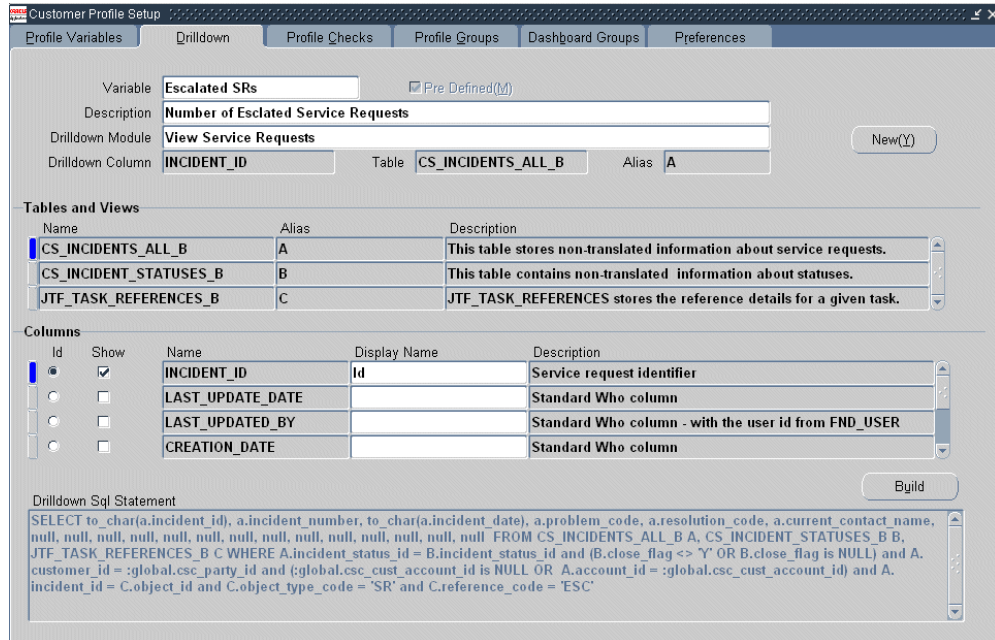 Customer Profile Setup
Profile Variables Drilldown Profile Checks Profile Groups Dashboard Groups Preferences
Variable Escalated SRs Pre Defined(M)
Description Number of Esclated Service Requests
Drilldown Module View Service Requests New(Y)
Drilldown Column INCIDENT_ID Table CS_INCIDENTS_ALL_B Alias A
Tables and Views
Name Alias Description
CS_INCIDENTS_ALL_B A This table stores non-translated information about service requests.
CS_INCIDENT_STATUSES_B B This table contains non-translated information about statuses.
JTF_TASK_REFERENCES_B C JTF_TASK_REFERENCES stores the reference details for a given task.
Columns
Id Show Name Display Name Description
INCIDENT_ID Id Service request identifier
LAST_UPDATE_DATE Standard Who column
LAST_UPDATED_BY Standard Who column - with the user id from FND_USER
CREATION_DATE Standard Who column
Build
Drilldown Sql Statement
SELECT to_char(a.incident_id), a.incident_number, to_char(a.incident_date), a.problem_code, a.resolution_code, a.current_contact_name,
null, null, null, null, null, null, null, null, null, null, null, null FROM CS_INCIDENTS_ALL_B A, CS_INCIDENT_STATUSES_B B,
JTF_TASK_REFERENCES_B C WHERE A.incident_status_id = B.incident_status_id and (B.close_flag <> 'Y' OR B.close_flag is NULL) and A.
customer_id = :global.csc_party_id and (:global.csc_cust_account_id is NULL OR A.account_id = :global.csc_cust_account_id) and A.
incident_id = C.object_id and C.object_type_code = 'SR' and C.reference_code = 'ESC'